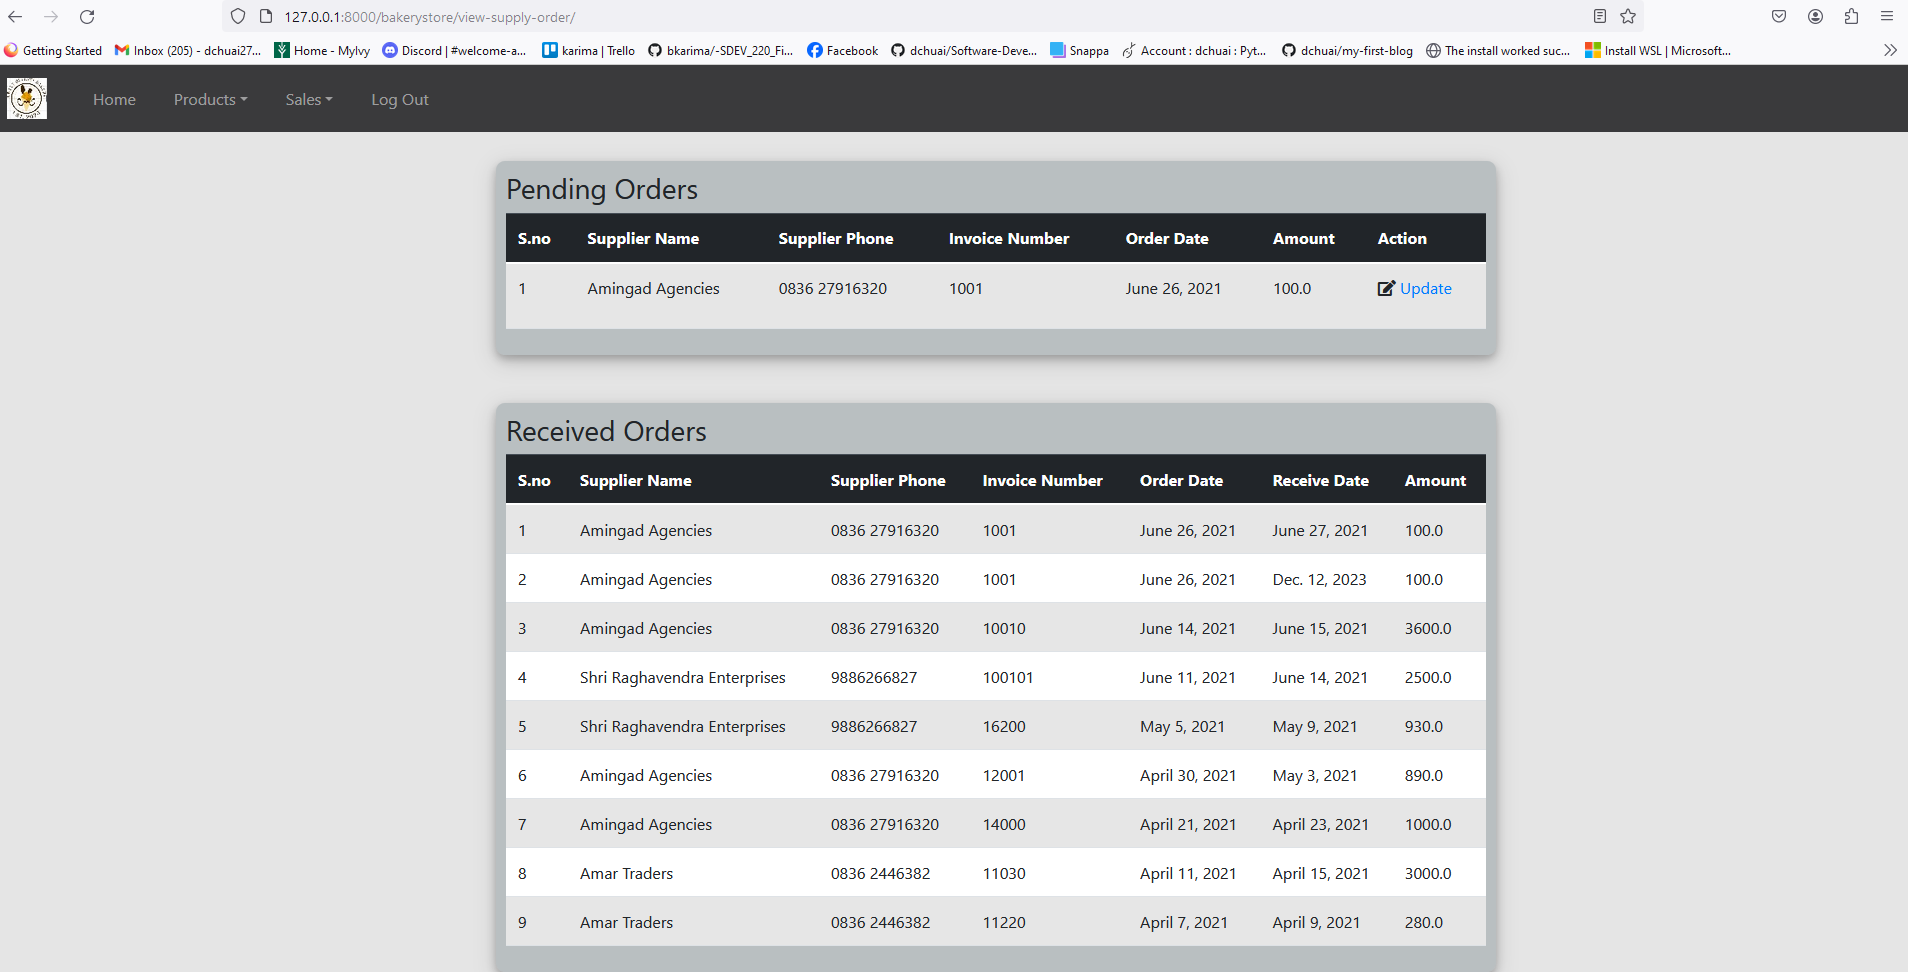 127.0.0.1:8000/bakerystore/view-supply-order/
Getting Started Inbox (205) - dchuai27... Home - MyIvy Discord | #welcome-a... karima | Trello bkarima/-SDEV_220_Fi... Facebook dchuai/Software-Deve... Snappa Account : dchuai : Pyt... dchuai/my-first-blog The install worked suc... Install WSL | Microsoft...
Home Products Sales Log Out
Pending Orders
S.no Supplier Name Supplier Phone Invoice Number Order Date Amount Action
1 Amingad Agencies 0836 27916320 1001 June 26, 2021 100.0 Update
Received Orders
S.no Supplier Name Supplier Phone Invoice Number Order Date Receive Date Amount
1 Amingad Agencies 0836 27916320 1001 June 26, 2021 June 27, 2021 100.0
2 Amingad Agencies 0836 27916320 1001 June 26, 2021 Dec. 12, 2023 100.0
3 Amingad Agencies 0836 27916320 10010 June 14, 2021 June 15, 2021 3600.0
4 Shri Raghavendra Enterprises 9886266827 100101 June 11, 2021 June 14, 2021 2500.0
5 Shri Raghavendra Enterprises 9886266827 16200 May 5, 2021 May 9, 2021 930.0
6 Amingad Agencies 0836 27916320 12001 April 30, 2021 May 3, 2021 890.0
7 Amingad Agencies 0836 27916320 14000 April 21, 2021 April 23, 2021 1000.0
8 Amar Traders 0836 2446382 11030 April 11, 2021 April 15, 2021 3000.0
9 Amar Traders 0836 2446382 11220 April 7, 2021 April 9, 2021 280.0